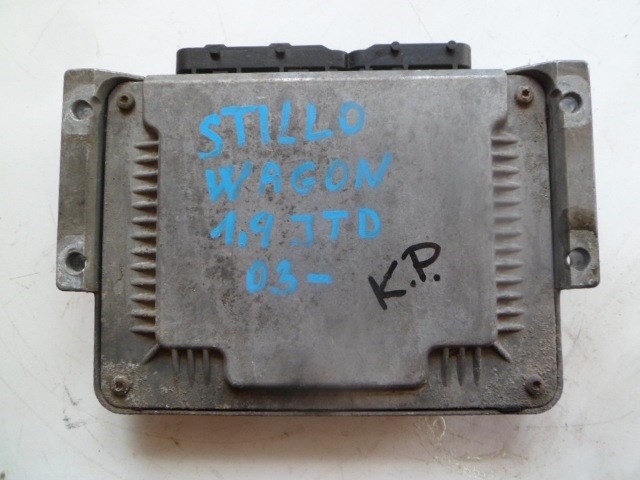 STILLO
WAGON
1.9 JTD
03-
K.P.